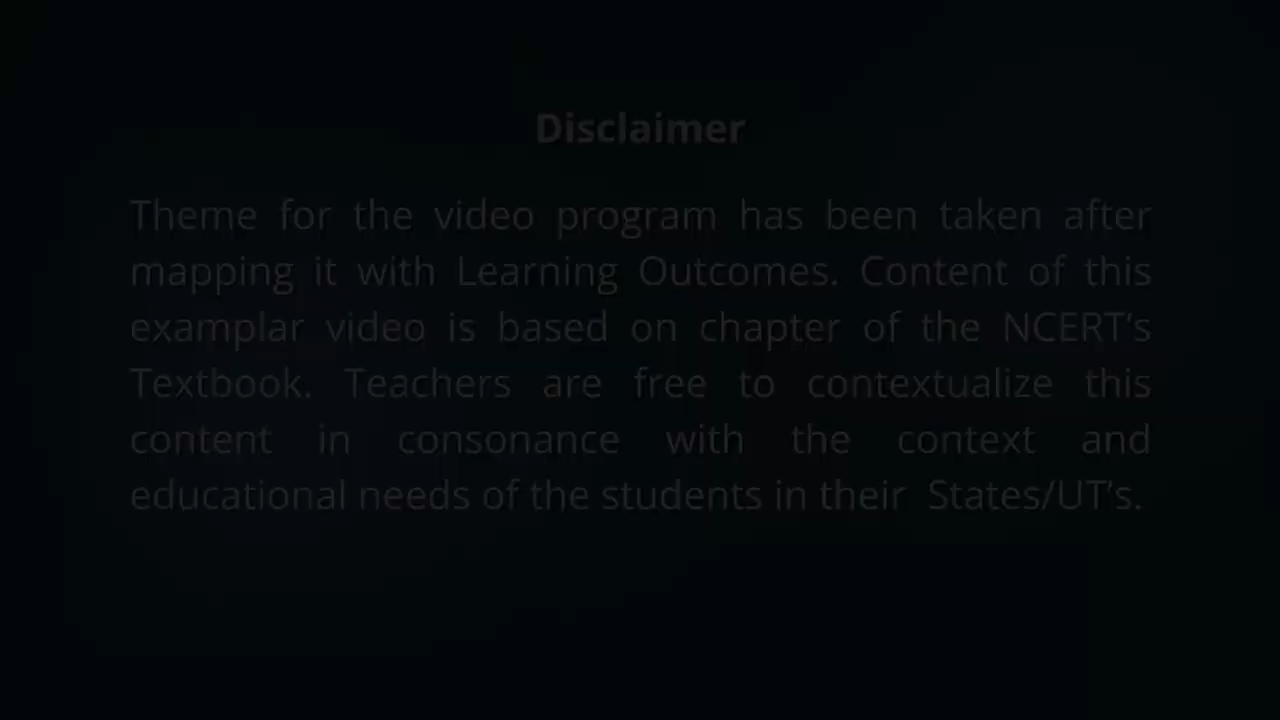 Disclaimer
Theme for the video program has been taken after
mapping it with Learning Outcomes. Content of this
examplar video is based on chapter of the NCERT’s
Textbook. Teachers are free to contextualize this
content in consonance with the context and
educational needs of the students in their States/UT’s.